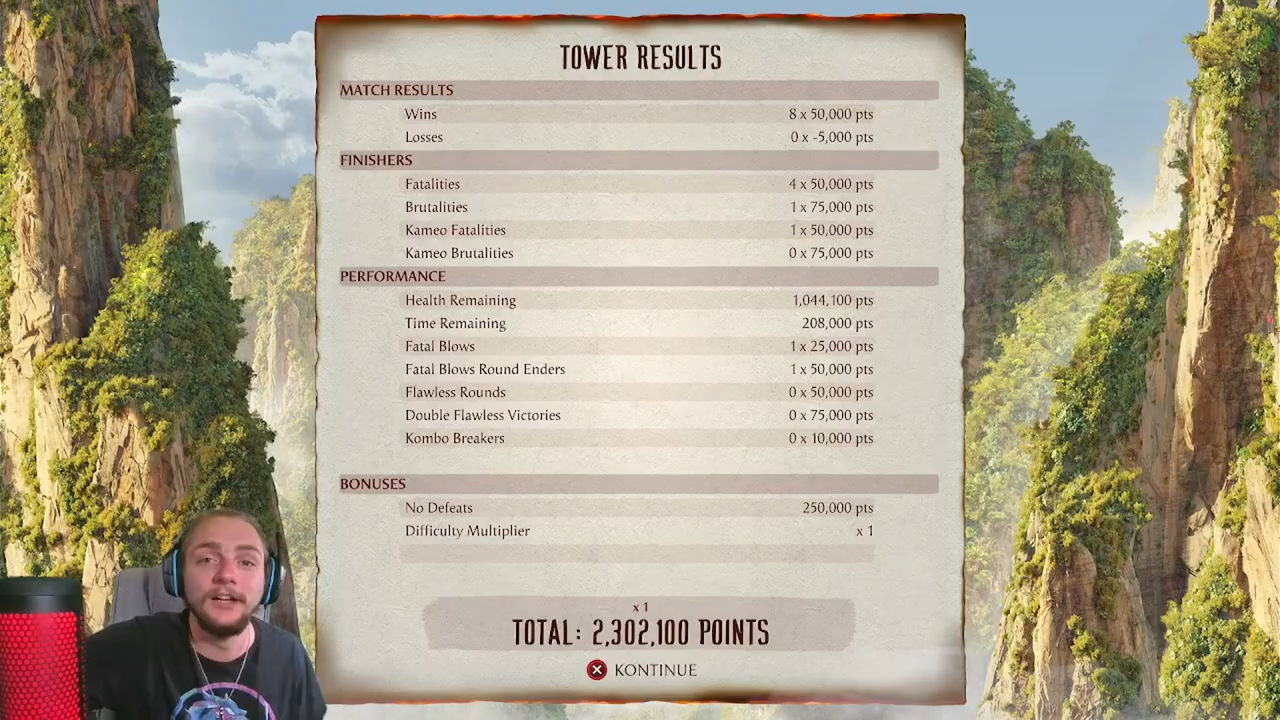 TOWER RESULTS
MATCH RESULTS
Wins 8 x 50,000 pts
Losses 0 x -5,000 pts
FINISHERS
Fatalities 4 x 50,000 pts
Brutalities 1 x 75,000 pts
Kameo Fatalities 1 x 50,000 pts
Kameo Brutalities 0 x 75,000 pts
PERFORMANCE
Health Remaining 1,044,100 pts
Time Remaining 208,000 pts
Fatal Blows 1 x 25,000 pts
Fatal Blows Round Enders 1 x 50,000 pts
Flawless Rounds 0 x 50,000 pts
Double Flawless Victories 0 x 75,000 pts
Kombo Breakers 0 x 10,000 pts
BONUSES
No Defeats 250,000 pts
Difficulty Multiplier x 1
x 1
TOTAL: 2,302,100 POINTS
KONTINUE